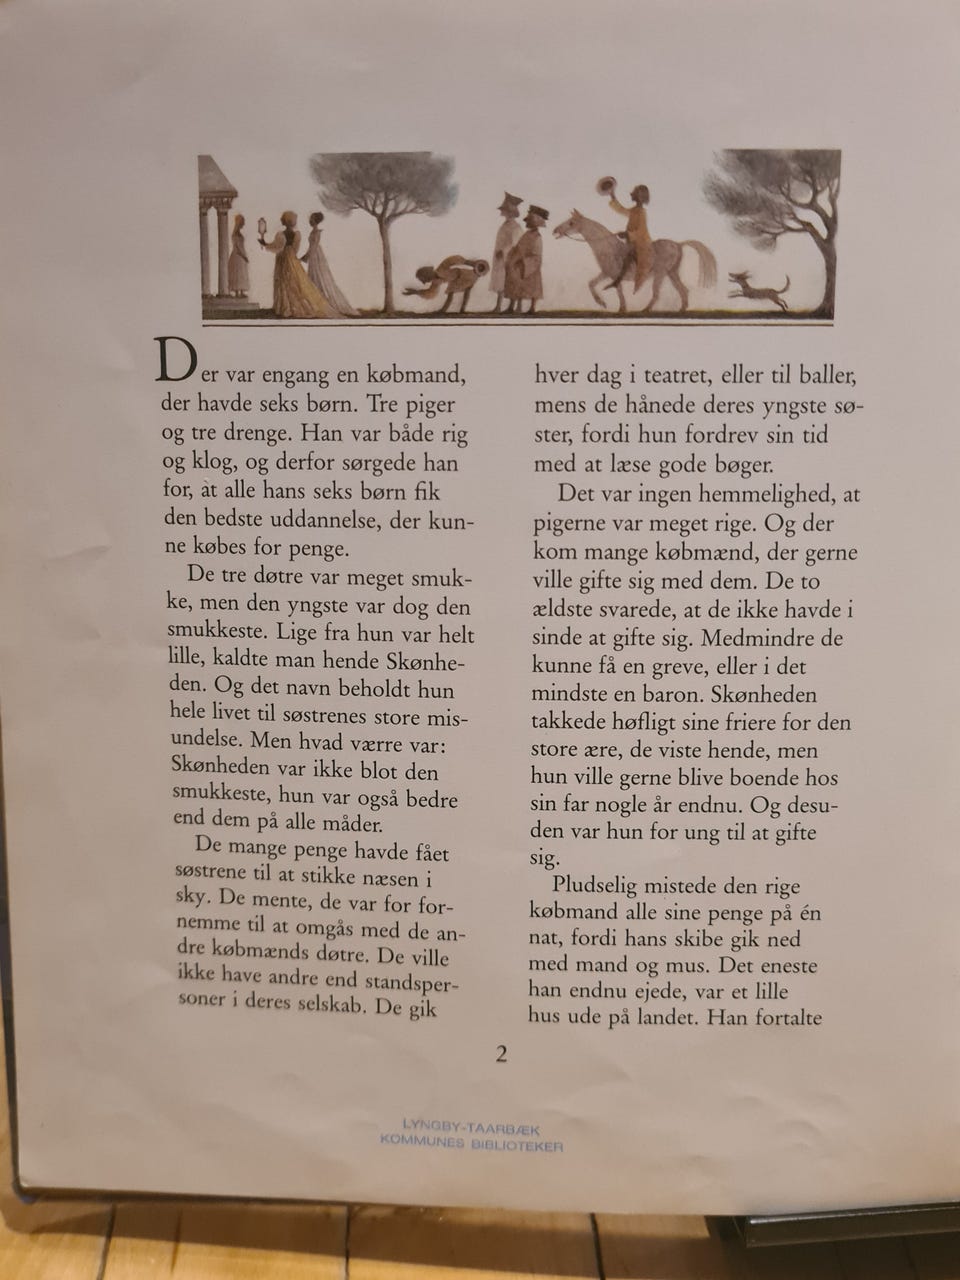 Der var engang en købmand,
der havde seks børn. Tre piger
og tre drenge. Han var både rig
og klog, og derfor sørgede han
for, at alle hans seks børn fik
den bedste uddannelse, der kun-
ne købes for penge.
De tre døtre var meget smuk-
ke, men den yngste var dog den
smukkeste. Lige fra hun var helt
lille, kaldte man hende Skønhe-
den. Og det navn beholdt hun
hele livet til søstrenes store mis-
undelse. Men hvad værre var:
Skønheden var ikke blot den
smukkeste, hun var også bedre
end dem på alle måder.
De mange penge havde fået
søstrene til at stikke næsen i
sky. De mente, de var for for-
nemme til at omgås med de an-
dre købmænds døtre. De ville
ikke have andre end standsper-
soner i deres selskab. De gik
hver dag i teatret, eller til baller,
mens de hånede deres yngste sø-
ster, fordi hun fordrev sin tid
med at læse gode bøger.
Det var ingen hemmelighed, at
pigerne var meget rige. Og der
kom mange købmænd, der gerne
ville gifte sig med dem. De to
ældste svarede, at de ikke havde i
sinde at gifte sig. Medmindre de
kunne få en greve, eller i det
mindste en baron. Skønheden
takkede høfligt sine friere for den
store ære, de viste hende, men
hun ville gerne blive boende hos
sin far nogle år endnu. Og desu-
den var hun for ung til at gifte
sig.
Pludselig mistede den rige
købmand alle sine penge på én
nat, fordi hans skibe gik ned
med mand og mus. Det eneste
han endnu ejede, var et lille
hus ude på landet. Han fortalte
2
LYNGBY-TAARBÆK
KOMMUNES BIBLIOTEKER